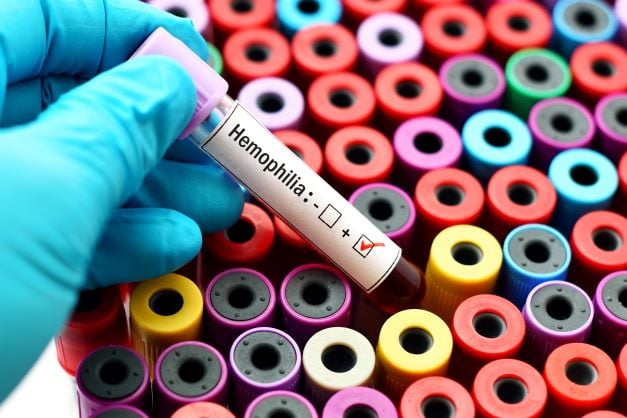 Hemophilia: - ☐
+ ☑